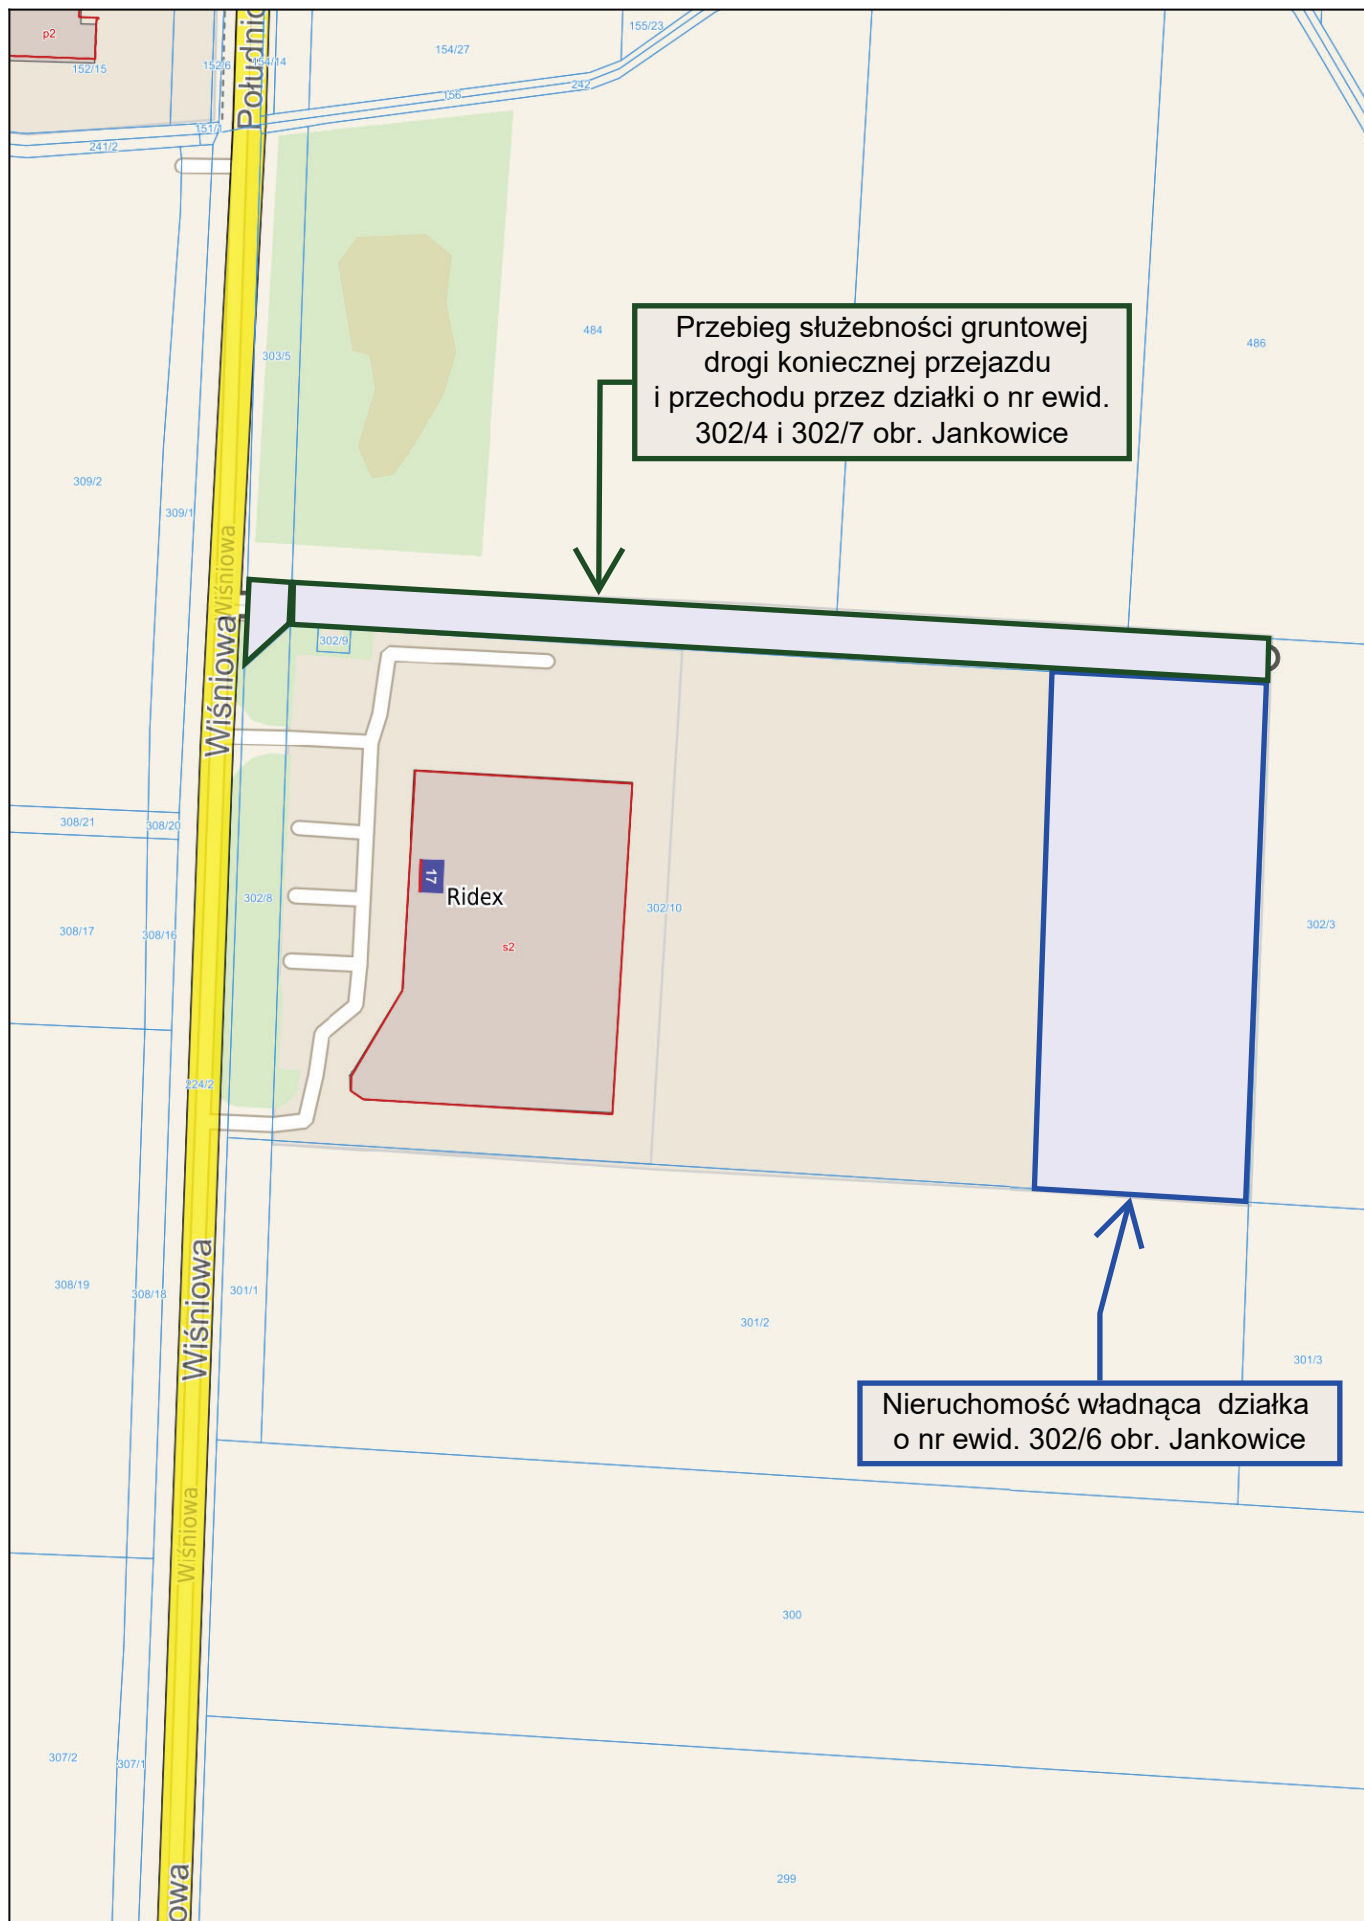 p2
152/15
152/6
Południo
154/14
154/27
155/23
156
242
151/1
241/2
303/5
484
486
Przebieg służebności gruntowej
drogi koniecznej przejazdu
i przechodu przez działki o nr ewid.
302/4 i 302/7 obr. Jankowice
309/2
309/1
Wiśniowa
Wiśniowa
302/9
308/21
308/20
17
Ridex
302/8
302/10
302/3
308/17
308/16
s2
224/2
Wiśniowa
308/19
308/18
301/1
301/2
301/3
Nieruchomość władnąca działka
o nr ewid. 302/6 obr. Jankowice
Wiśniowa
300
307/2
307/1
299
owa